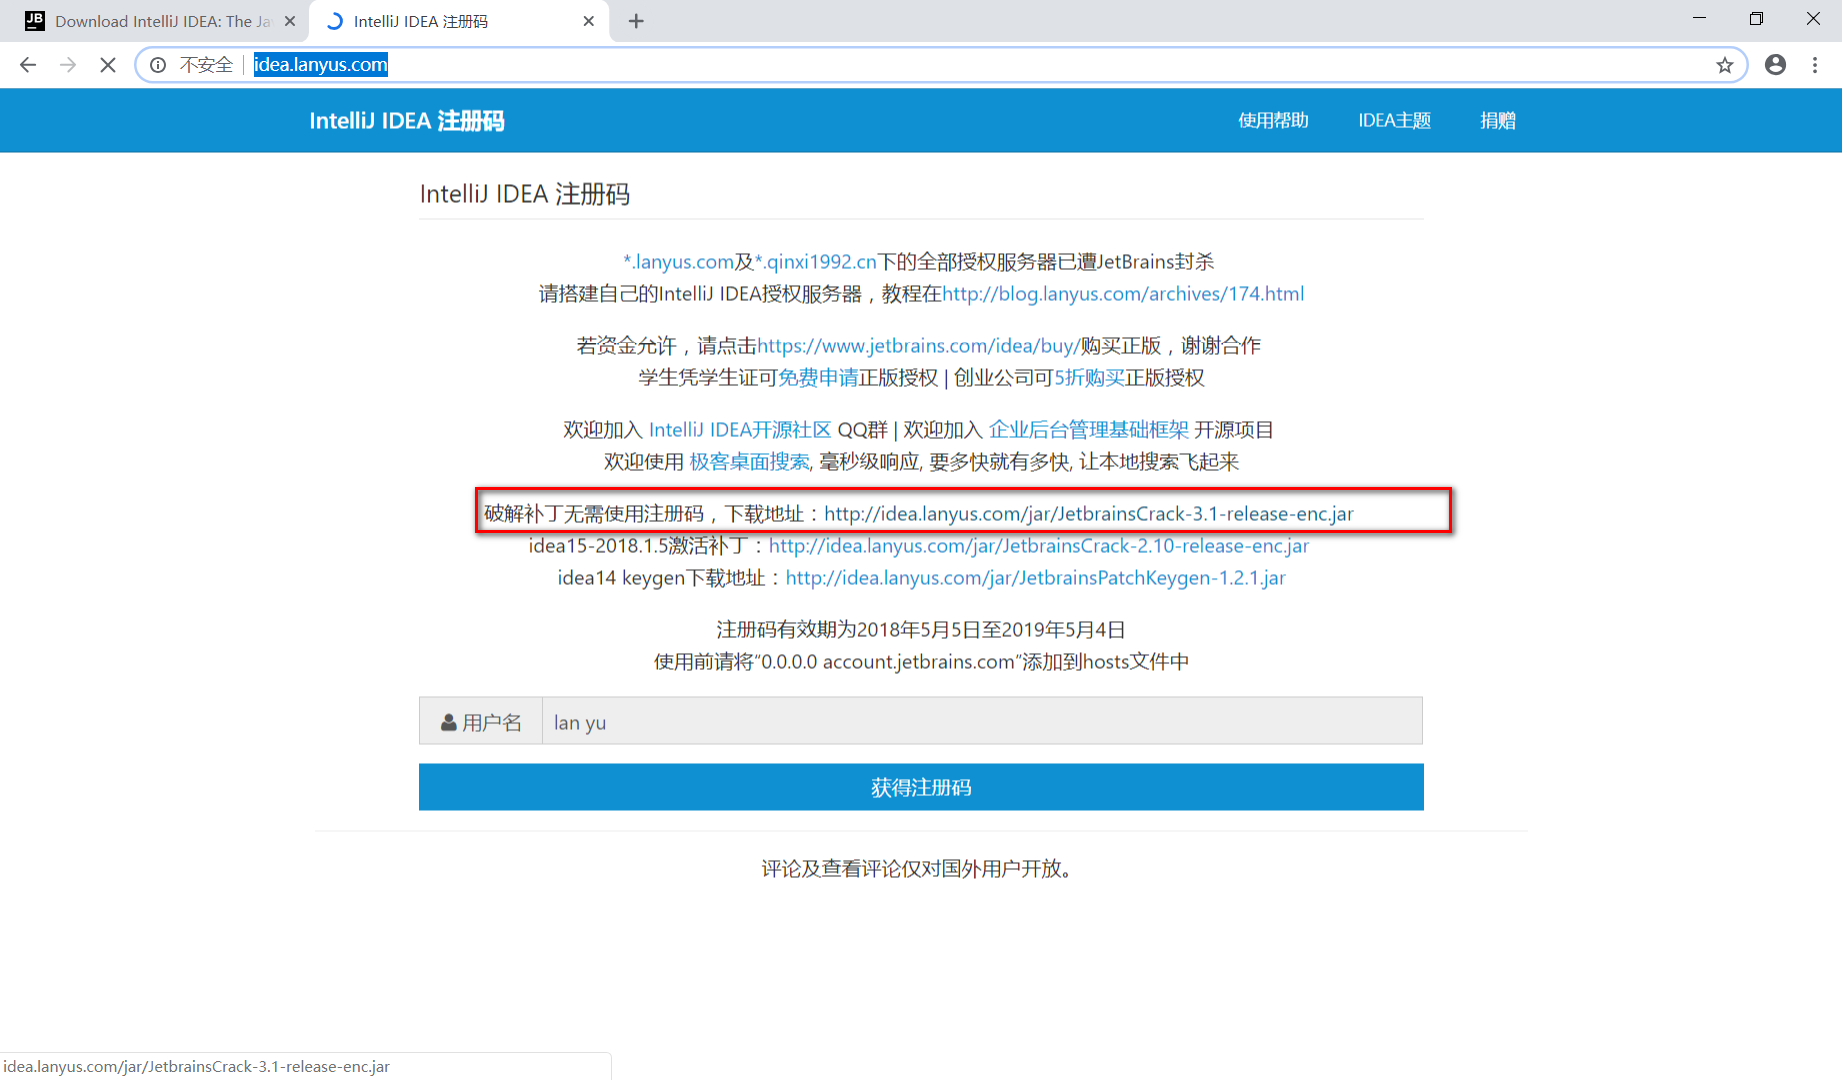 Download IntelliJ IDEA: The Ja
IntelliJ IDEA 注册码
不安全
idea.lanyus.com
IntelliJ IDEA 注册码
使用帮助
IDEA主题
捐赠
IntelliJ IDEA 注册码
*.lanyus.com及*.qinxi1992.cn下的全部授权服务器已遭JetBrains封杀
请搭建自己的IntelliJ IDEA授权服务器，教程在http://blog.lanyus.com/archives/174.html
若资金允许，请点击https://www.jetbrains.com/idea/buy/购买正版，谢谢合作
学生凭学生证可免费申请正版授权 | 创业公司可5折购买正版授权
欢迎加入 IntelliJ IDEA开源社区 QQ群 | 欢迎加入 企业后台管理基础框架 开源项目
欢迎使用 极客桌面搜索, 毫秒级响应, 要多快就有多快, 让本地搜索飞起来
破解补丁无需使用注册码，下载地址：http://idea.lanyus.com/jar/JetbrainsCrack-3.1-release-enc.jar
idea15-2018.1.5激活补丁：http://idea.lanyus.com/jar/JetbrainsCrack-2.10-release-enc.jar
idea14 keygen下载地址：http://idea.lanyus.com/jar/JetbrainsPatchKeygen-1.2.1.jar
注册码有效期为2018年5月5日至2019年5月4日
使用前请将“0.0.0.0 account.jetbrains.com”添加到hosts文件中
用户名
lan yu
获得注册码
评论及查看评论仅对国外用户开放。
idea.lanyus.com/jar/JetbrainsCrack-3.1-release-enc.jar